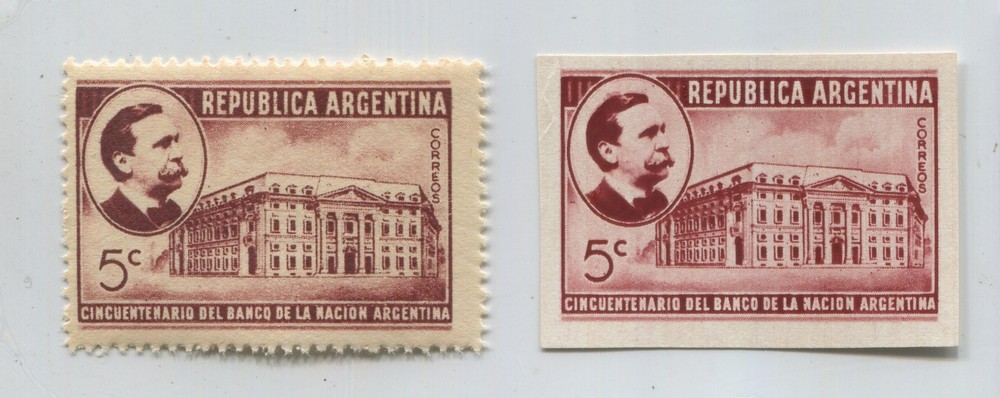 REPUBLICA ARGENTINA
CORREOS
5c
CINCUENTENARIO DEL BANCO DE LA NACION ARGENTINA
REPUBLICA ARGENTINA
CORREOS
5c
CINCUENTENARIO DEL BANCO DE LA NACION ARGENTINA